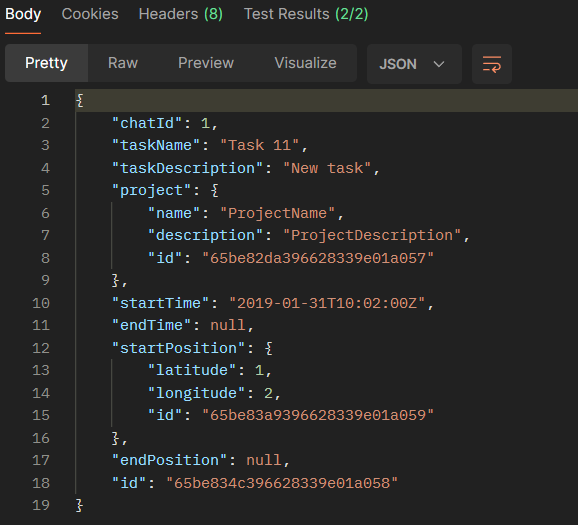 Body Cookies Headers (8) Test Results (2/2)
Pretty Raw Preview Visualize JSON
1 {
2 "chatId": 1,
3 "taskName": "Task 11",
4 "taskDescription": "New task",
5 "project": {
6 "name": "ProjectName",
7 "description": "ProjectDescription",
8 "id": "65be82da396628339e01a057"
9 },
10 "startTime": "2019-01-31T10:02:00Z",
11 "endTime": null,
12 "startPosition": {
13 "latitude": 1,
14 "longitude": 2,
15 "id": "65be83a9396628339e01a059"
16 },
17 "endPosition": null,
18 "id": "65be834c396628339e01a058"
19 }